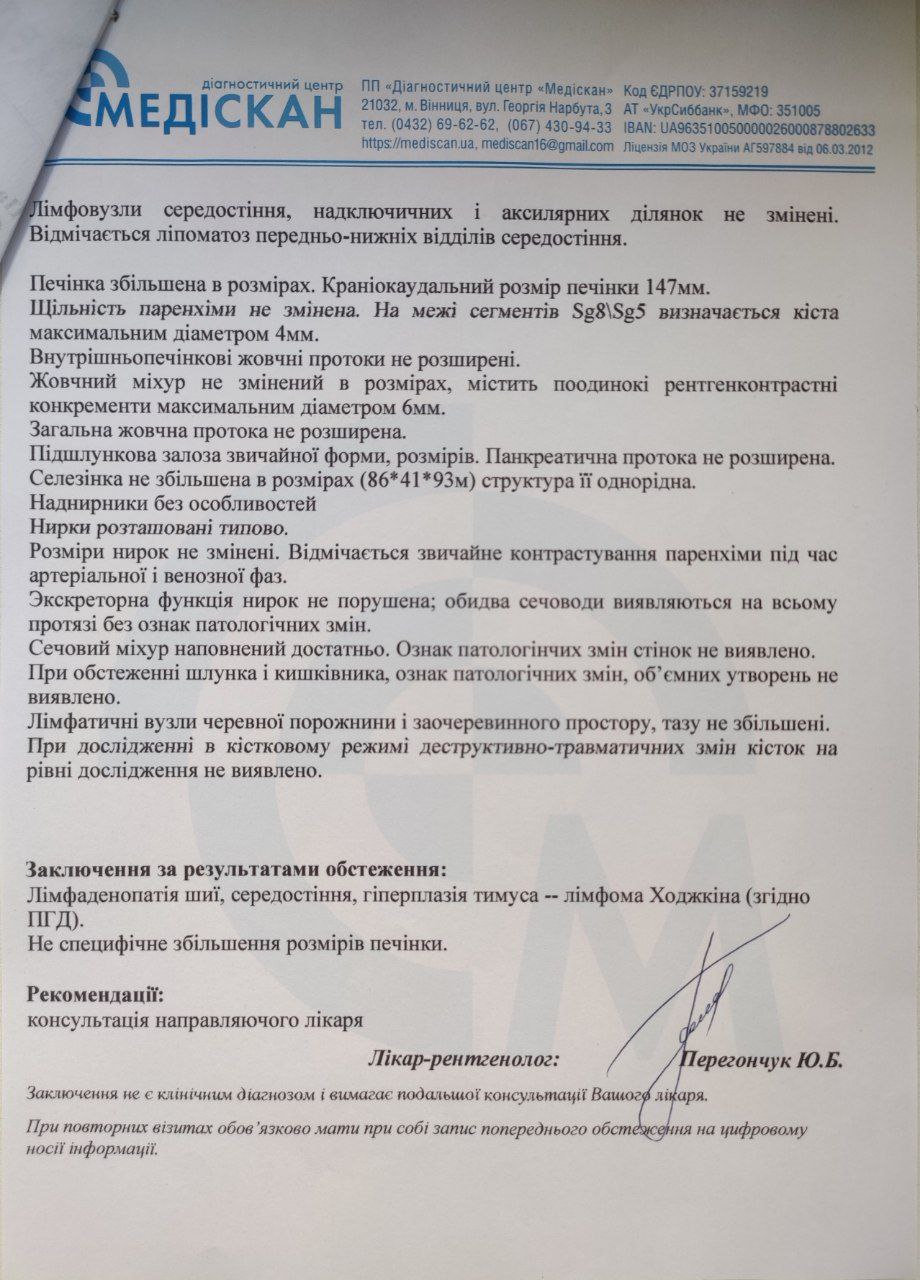 діагностичний центр
МЕДІСКАН
ПП «Діагностичний центр «Медіскан»
21032, м. Вінниця, вул. Георгія Нарбута,3
тел. (0432) 69-62-62, (067) 430-94-33
https://mediscan.ua, mediscan16@gmail.com
Код ЄДРПОУ: 37159219
АТ «УкрСиббанк», МФО: 351005
IBAN: UA963510050000026000878802633
Ліцензія МОЗ України АГ597884 від 06.03.2012
Лімфовузли середостіння, надключичних і аксилярних ділянок не змінені.
Відмічається ліпоматоз передньо-нижніх відділів середостіння.
Печінка збільшена в розмірах. Краніокаудальний розмір печінки 147мм.
Щільність паренхіми не змінена. На межі сегментів Sg8\Sg5 визначається кіста
максимальним діаметром 4мм.
Внутрішньопечінкові жовчні протоки не розширені.
Жовчний міхур не змінений в розмірах, містить поодинокі рентгенконтрастні
конкременти максимальним діаметром 6мм.
Загальна жовчна протока не розширена.
Підшлункова залоза звичайної форми, розмірів. Панкреатична протока не розширена.
Селезінка не збільшена в розмірах (86*41*93м) структура її однорідна.
Наднирники без особливостей
Нирки розташовані типово.
Розміри нирок не змінені. Відмічається звичайне контрастування паренхіми під час
артеріальної і венозної фаз.
Экскреторна функція нирок не порушена; обидва сечоводи виявляються на всьому
протязі без ознак патологічних змін.
Сечовий міхур наповнений достатньо. Ознак патологінчих змін стінок не виявлено.
При обстеженні шлунка і кишківника, ознак патологічних змін, об’ємних утворень не
виявлено.
Лімфатичні вузли черевної порожнини і заочеревинного простору, тазу не збільшені.
При дослідженні в кістковому режимі деструктивно-травматичних змін кісток на
рівні дослідження не виявлено.
Заключення за результатами обстеження:
Лімфаденопатія шиї, середостіння, гіперплазія тимуса -- лімфома Ходжкіна (згідно
ПГД).
Не специфічне збільшення розмірів печінки.
Рекомендації:
консультація направляючого лікаря
Лікар-рентгенолог: Перегончук Ю.Б.
Заключення не є клінічним діагнозом і вимагає подальшої консультації Вашого лікаря.
При повторних візитах обов’язково мати при собі запис попереднього обстеження на цифровому
носії інформації.